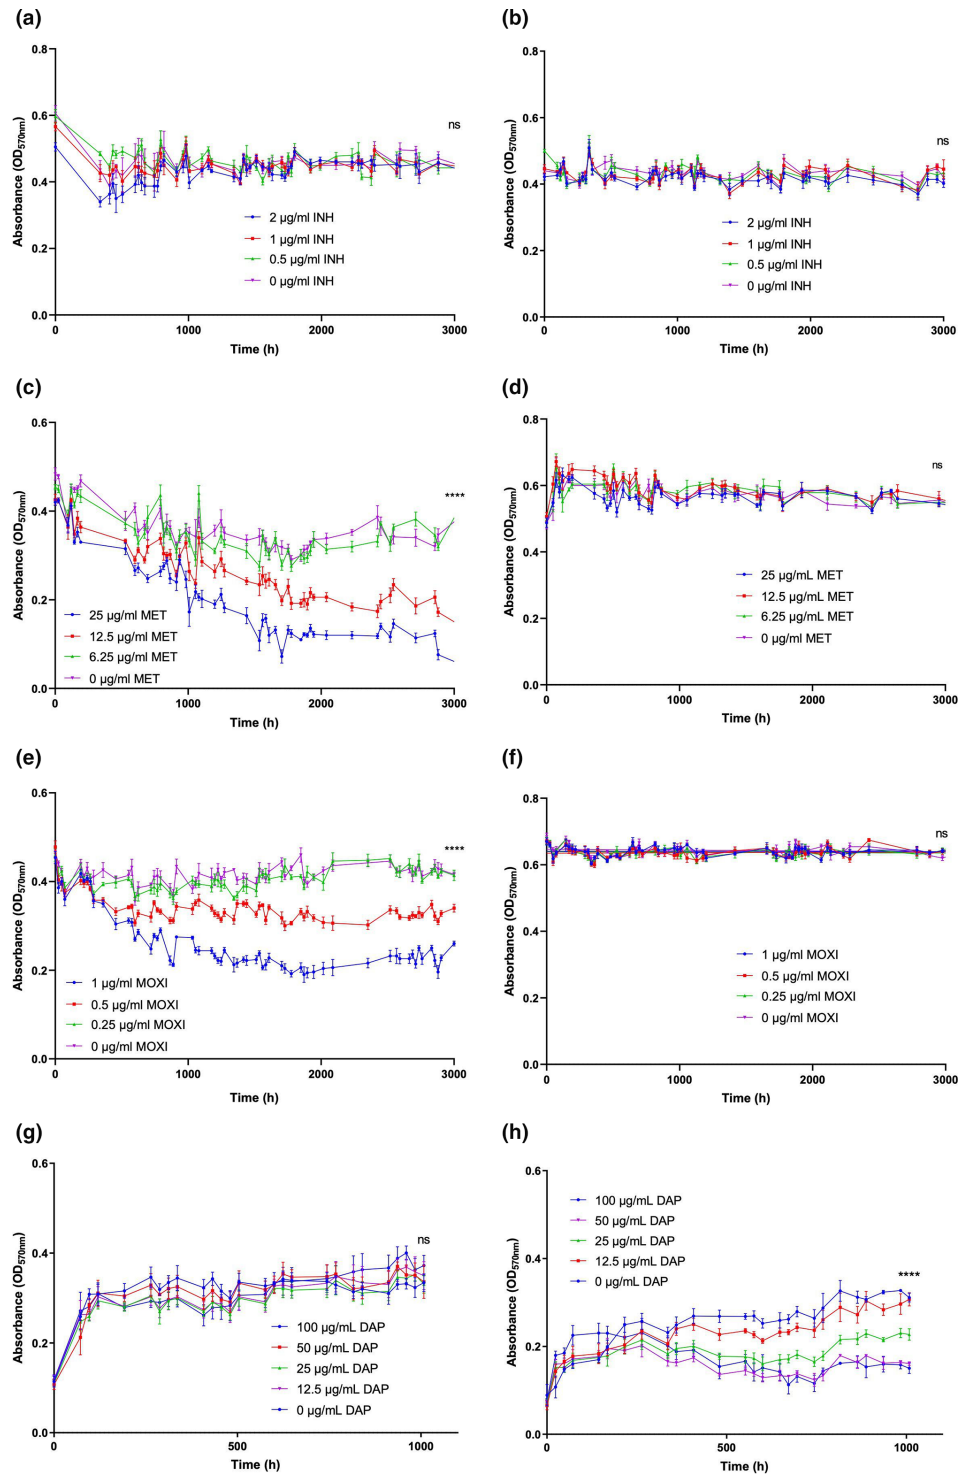 (a)
Absorbance (OD570nm)
0.8
0.6
0.4
0.2
0.0
ns
2 µg/ml INH
1 µg/ml INH
0.5 µg/ml INH
0 µg/ml INH
0 1000 2000 3000
Time (h)
(b)
Absorbance (OD570nm)
0.8
0.6
0.4
0.2
0.0
ns
2 µg/ml INH
1 µg/ml INH
0.5 µg/ml INH
0 µg/ml INH
0 1000 2000 3000
Time (h)
(c)
Absorbance (OD570nm)
0.6
0.4
0.2
0.0
****
25 µg/ml MET
12.5 µg/ml MET
6.25 µg/ml MET
0 µg/ml MET
0 1000 2000 3000
Time (h)
(d)
Absorbance (OD570nm)
0.8
0.6
0.4
0.2
0.0
ns
25 µg/mL MET
12.5 µg/mL MET
6.25 µg/mL MET
0 µg/ml MET
0 1000 2000 3000
Time (h)
(e)
Absorbance (OD570nm)
0.6
0.4
0.2
0.0
****
1 µg/ml MOXI
0.5 µg/ml MOXI
0.25 µg/ml MOXI
0 µg/ml MOXI
0 1000 2000 3000
Time (h)
(f)
Absorbance (OD570nm)
0.8
0.6
0.4
0.2
0.0
ns
1 µg/ml MOXI
0.5 µg/ml MOXI
0.25 µg/ml MOXI
0 µg/ml MOXI
0 1000 2000 3000
Time (h)
(g)
Absorbance (OD570nm)
0.6
0.4
0.2
0.0
ns
100 µg/mL DAP
50 µg/mL DAP
25 µg/mL DAP
12.5 µg/mL DAP
0 µg/mL DAP
0 500 1000
Time (h)
(h)
Absorbance (OD570nm)
0.6
0.4
0.2
0.0
100 µg/mL DAP
50 µg/mL DAP
25 µg/mL DAP
12.5 µg/mL DAP
0 µg/mL DAP
****
0 500 1000
Time (h)